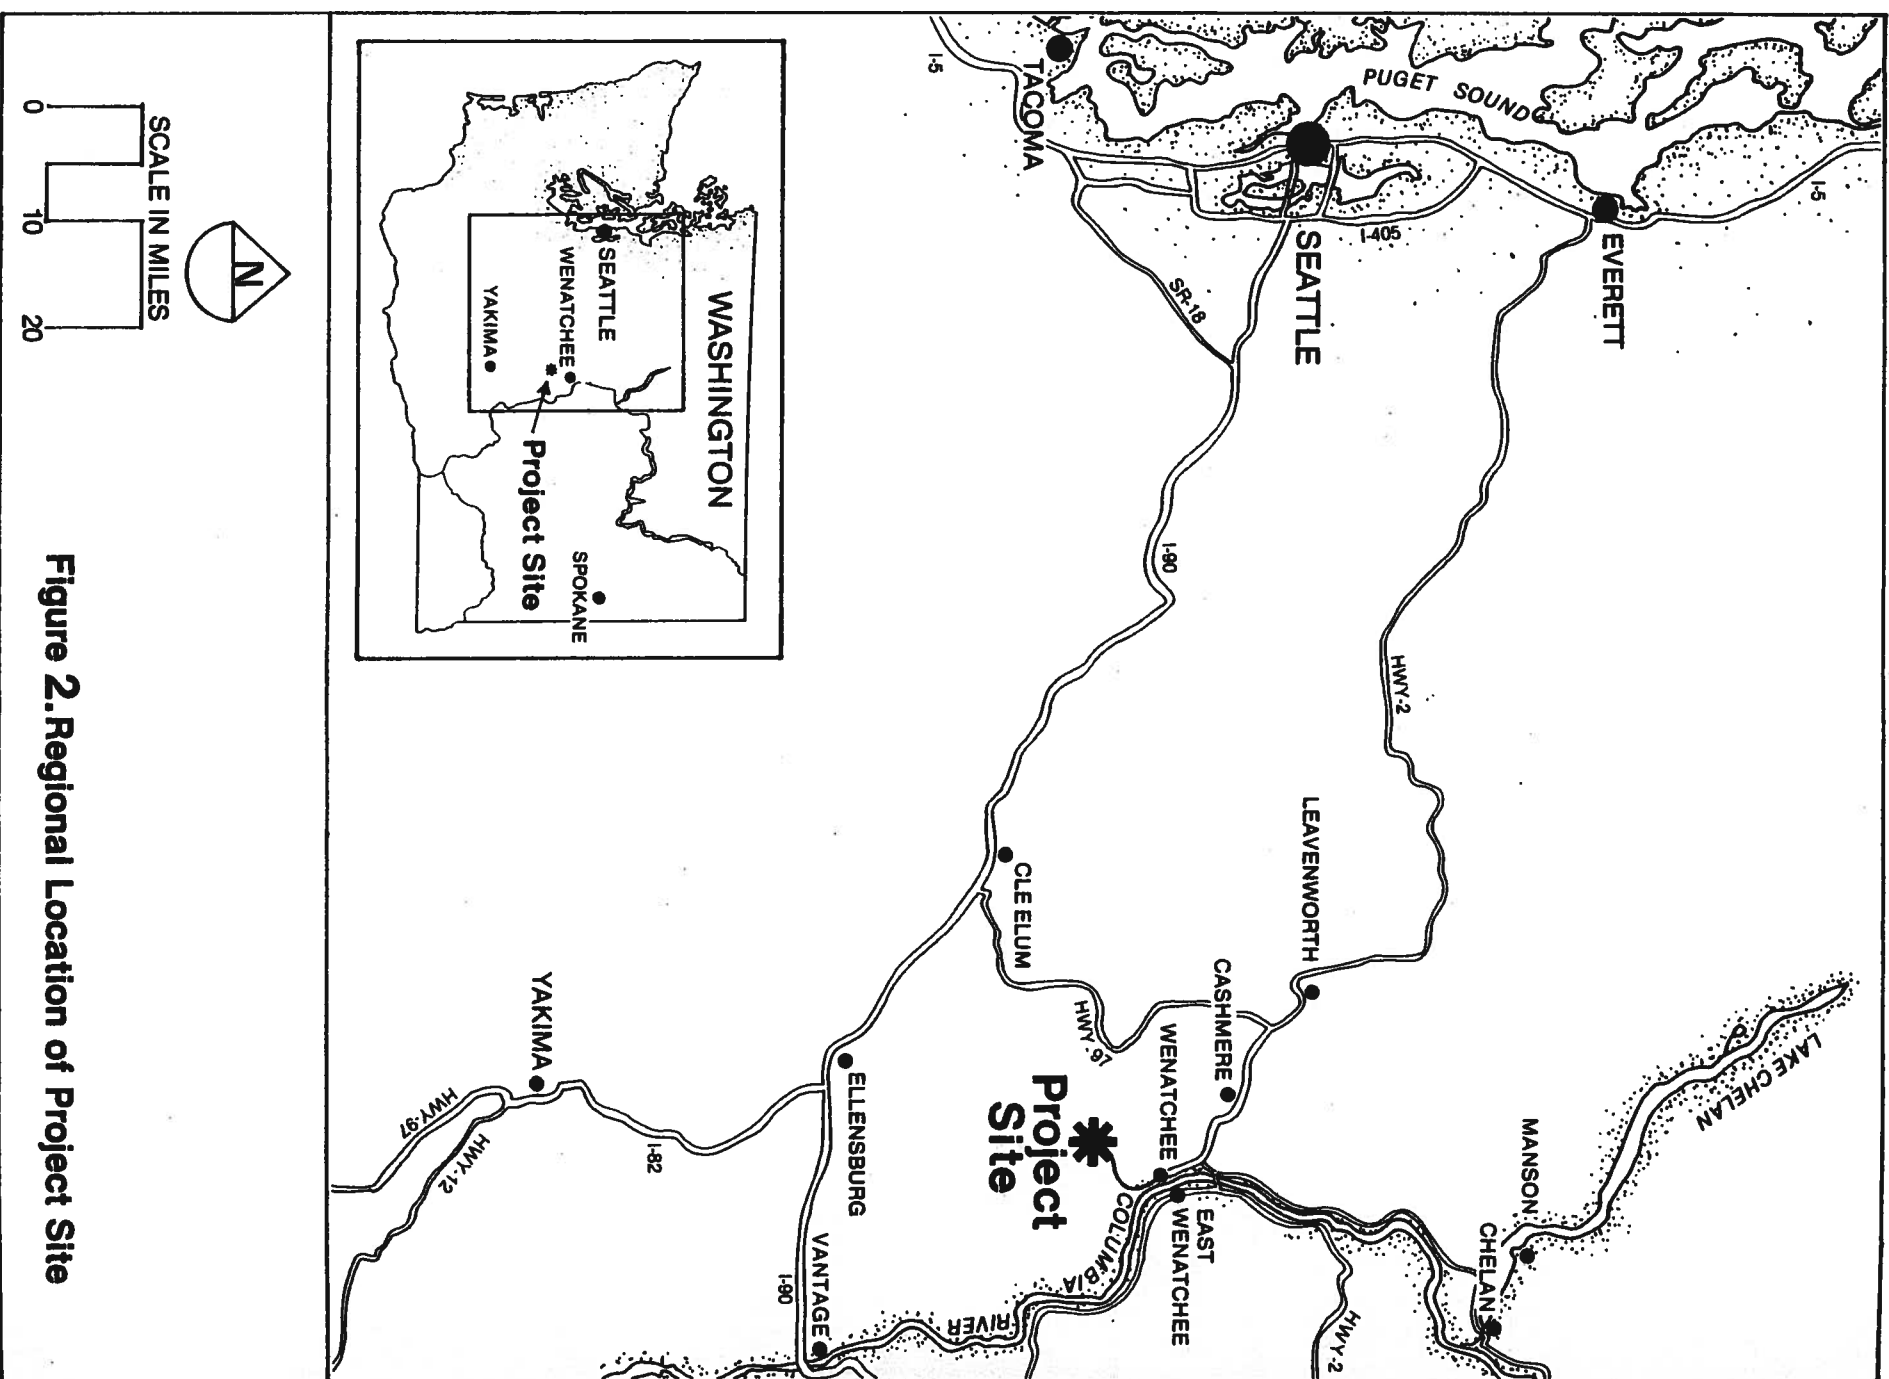 I-5
TACOMA
PUGET SOUND
I-5
EVERETT
I-405
SEATTLE
SR-18
I-90
HWY-2
LEAVENWORTH
CLE ELUM
HWY-97
CASHMERE
WENATCHEE
Project
Site
EAST
WENATCHEE
COLUMBIA
RIVER
LAKE CHELAN
MANSON
CHELAN
HWY-2
ELLENSBURG
VANTAGE
I-90
I-82
YAKIMA
HWY-97
HWY-12
WASHINGTON
SEATTLE
WENATCHEE
YAKIMA
Project Site
SPOKANE
N
SCALE IN MILES
0 10 20
Figure 2. Regional Location of Project Site